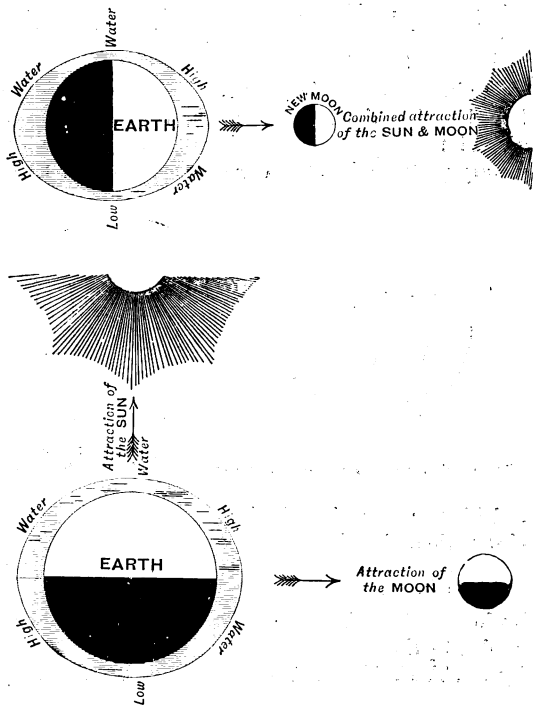 Water
Water
High
EARTH
NEW MOON
Combined attraction
of the SUN & MOON
High
Water
Low
Attraction of
the SUN
Water
Water
High
EARTH
Attraction of
the MOON
High
Water
Low